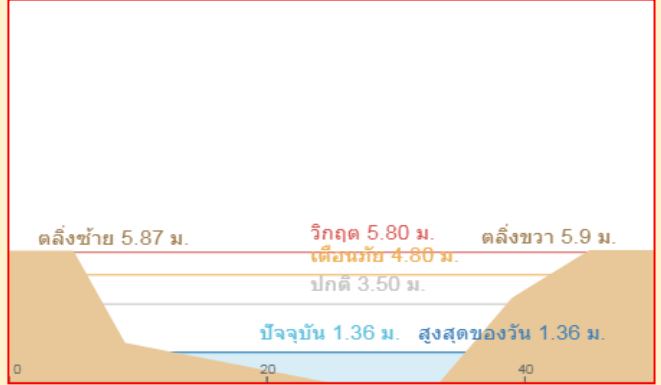 วิกฤต 5.80 ม.
ตลิ่งซ้าย 5.87 ม. ตลิ่งขวา 5.9 ม.
เตือนภัย 4.80 ม.
ปกติ 3.50 ม.
ปัจจุบัน 1.36 ม. สูงสุดของวัน 1.36 ม.
0 20 40